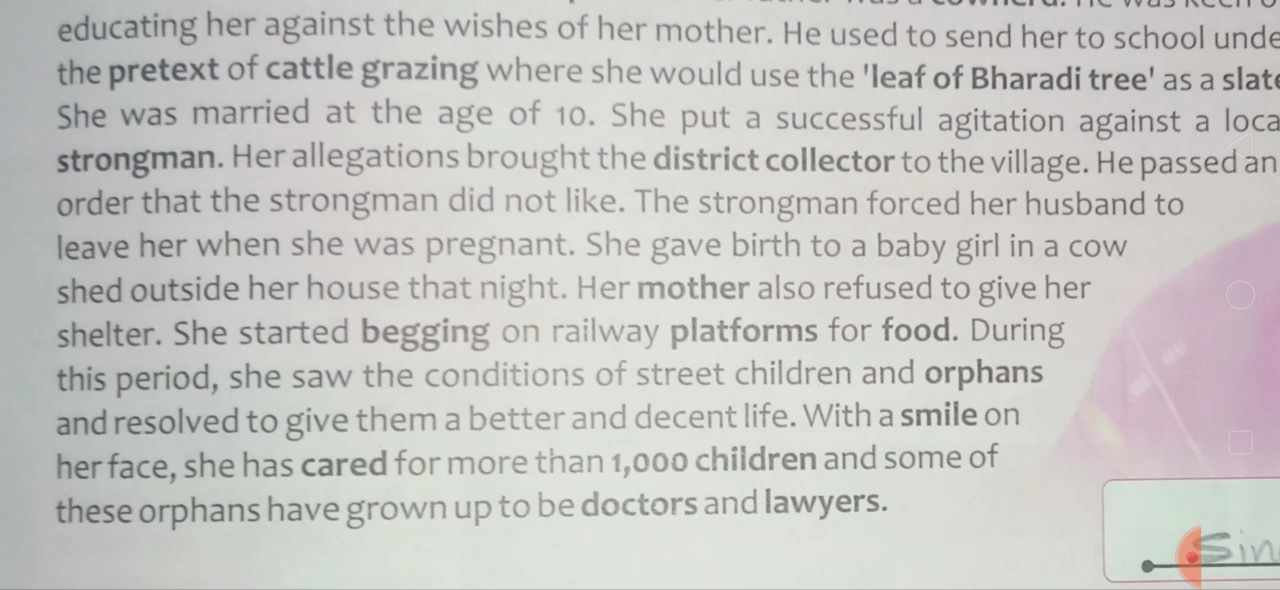 educating her against the wishes of her mother. He used to send her to school unde
the pretext of cattle grazing where she would use the 'leaf of Bharadi tree' as a slate
She was married at the age of 10. She put a successful agitation against a loca
strongman. Her allegations brought the district collector to the village. He passed an
order that the strongman did not like. The strongman forced her husband to
leave her when she was pregnant. She gave birth to a baby girl in a cow
shed outside her house that night. Her mother also refused to give her
shelter. She started begging on railway platforms for food. During
this period, she saw the conditions of street children and orphans
and resolved to give them a better and decent life. With a smile on
her face, she has cared for more than 1,000 children and some of
these orphans have grown up to be doctors and lawyers.
Sin